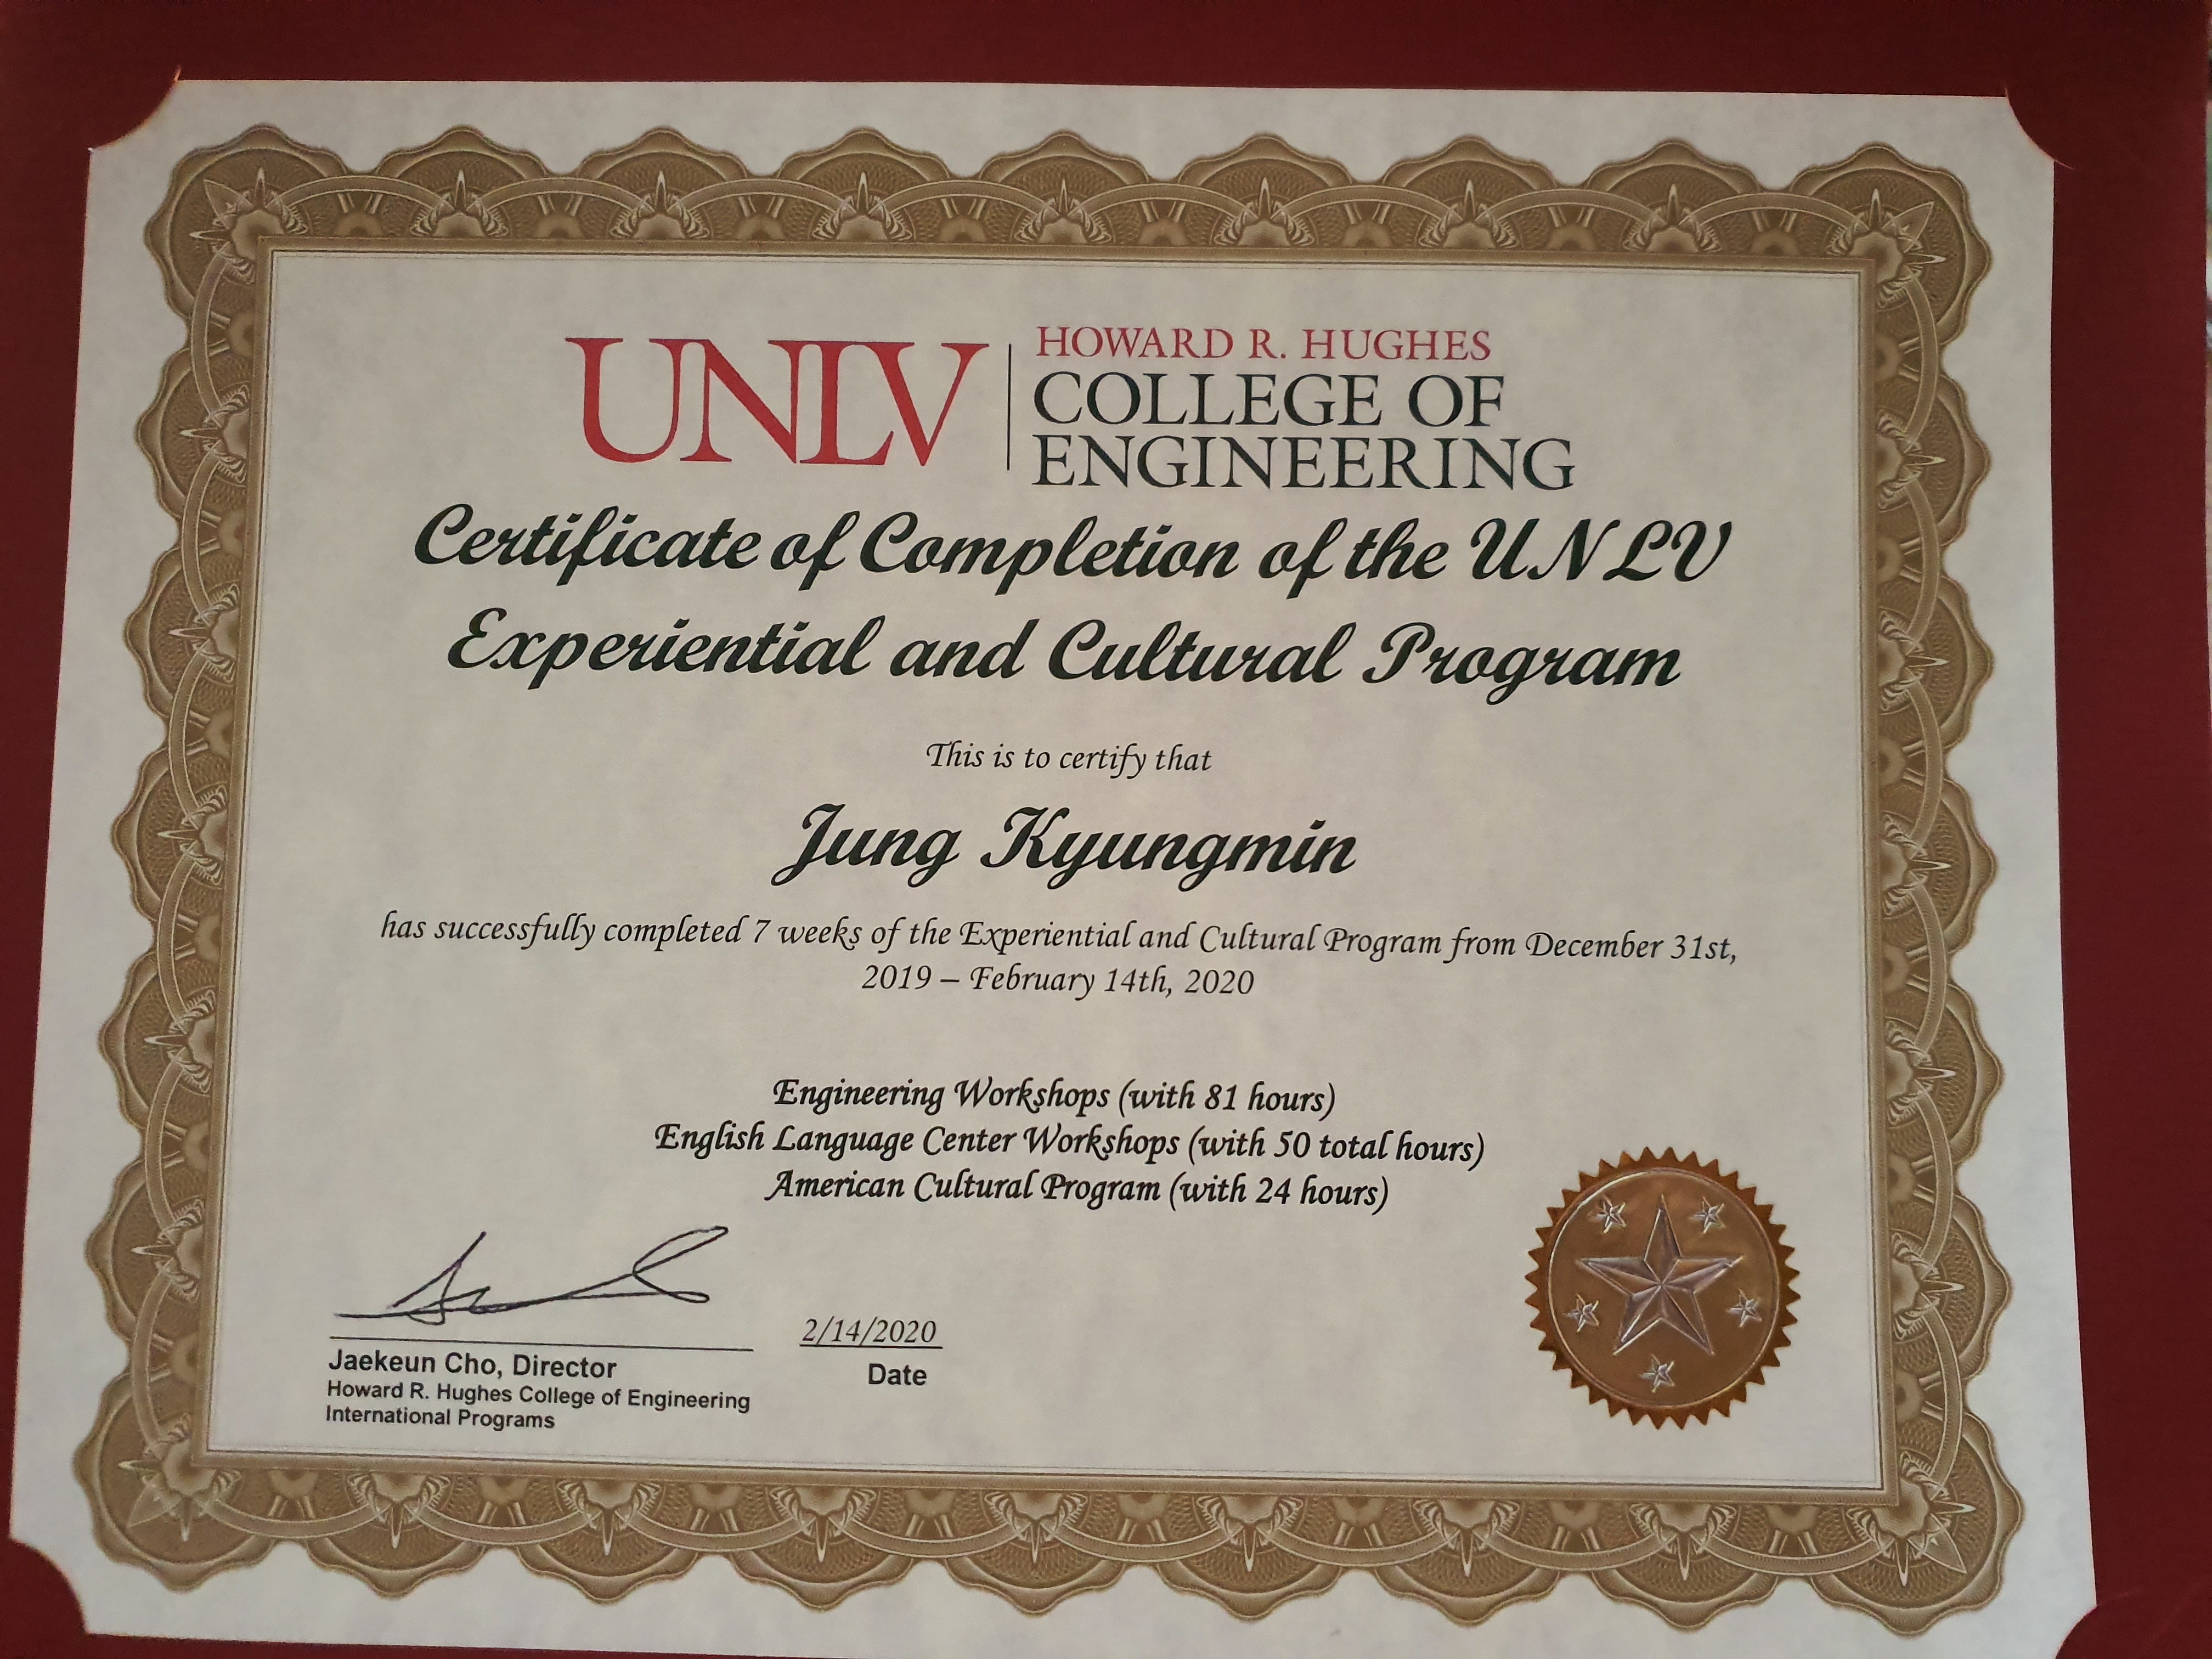 UNLV
HOWARD R. HUGHES
COLLEGE OF
ENGINEERING
Certificate of Completion of the UNLV
Experiential and Cultural Program
This is to certify that
Jung Kyungmin
has successfully completed 7 weeks of the Experiential and Cultural Program from December 31st,
2019 – February 14th, 2020
Engineering Workshops (with 81 hours)
English Language Center Workshops (with 50 total hours)
American Cultural Program (with 24 hours)
2/14/2020
Jaekeun Cho, Director
Date
Howard R. Hughes College of Engineering
International Programs